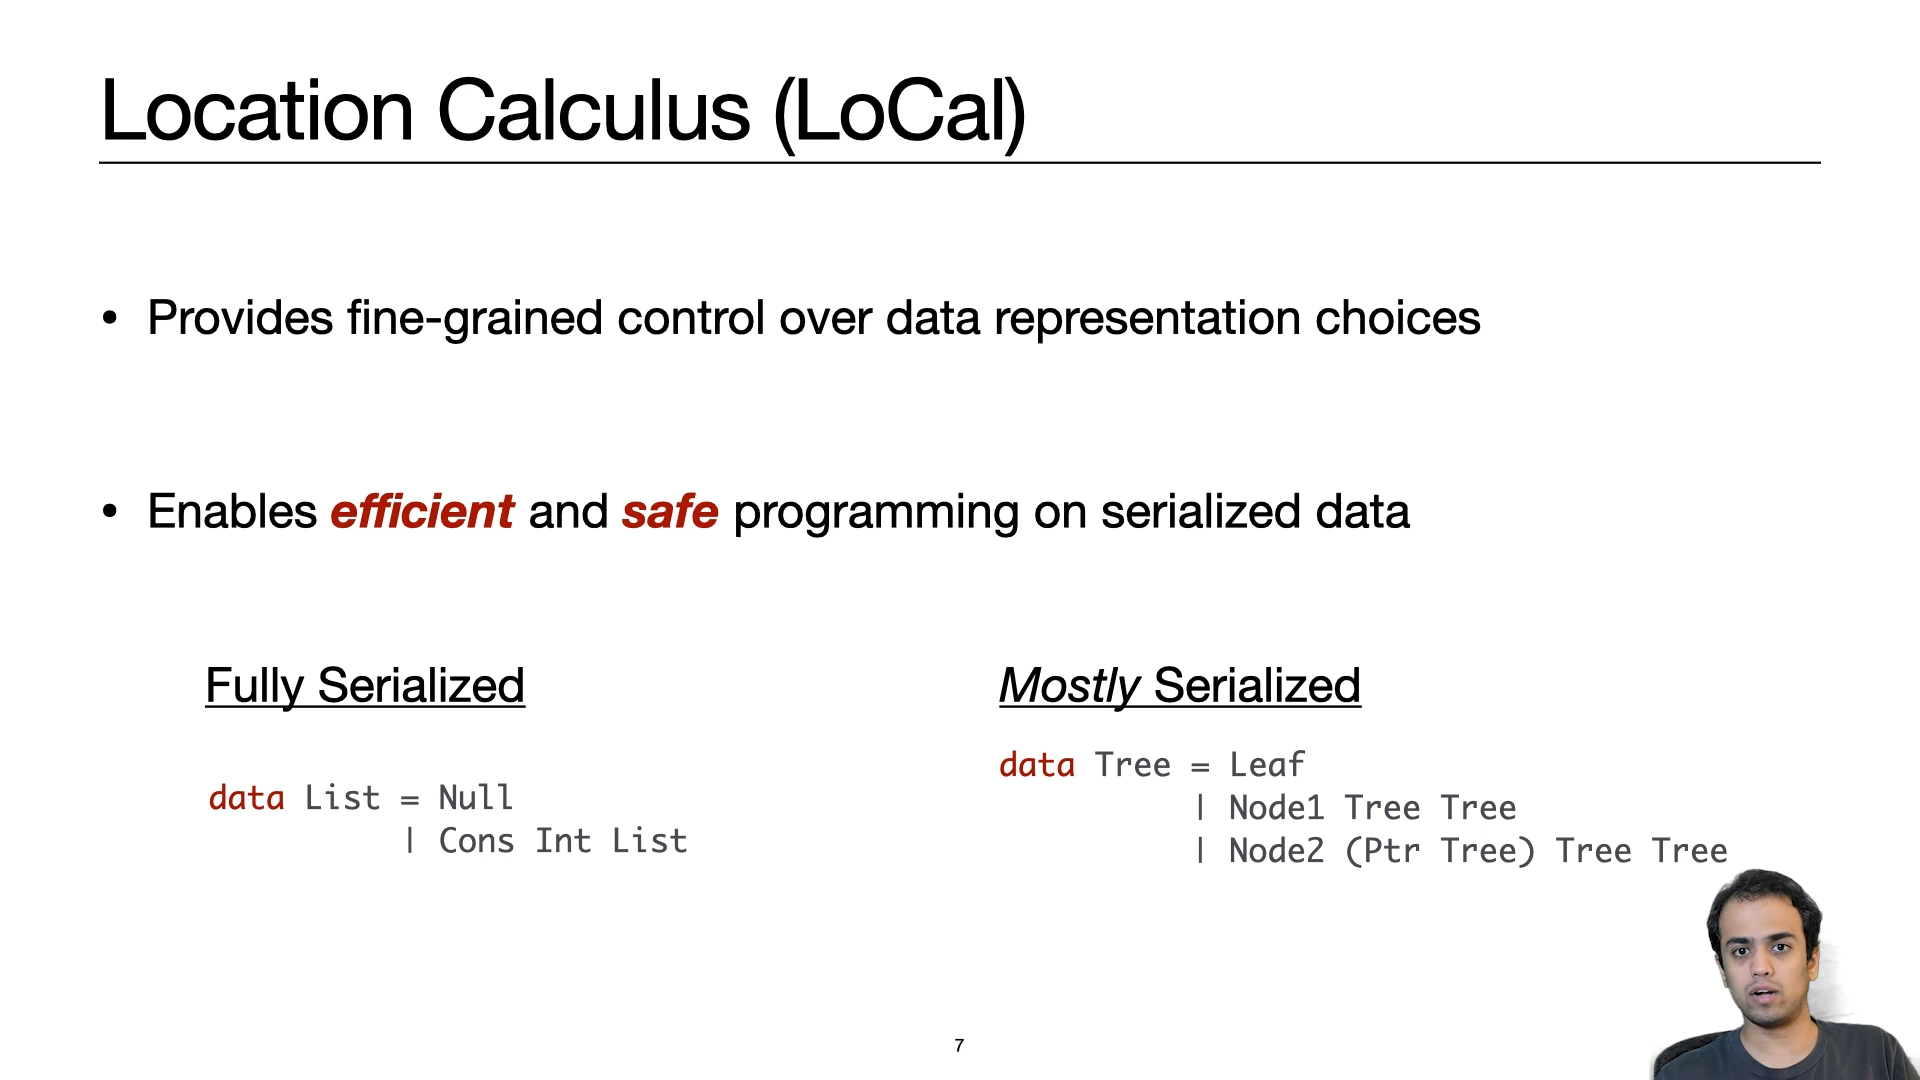 Location Calculus (LoCal)
• Provides fine-grained control over data representation choices
• Enables efficient and safe programming on serialized data
Fully Serialized
data List = Null
| Cons Int List
Mostly Serialized
data Tree = Leaf
| Node1 Tree Tree
| Node2 (Ptr Tree) Tree Tree
7